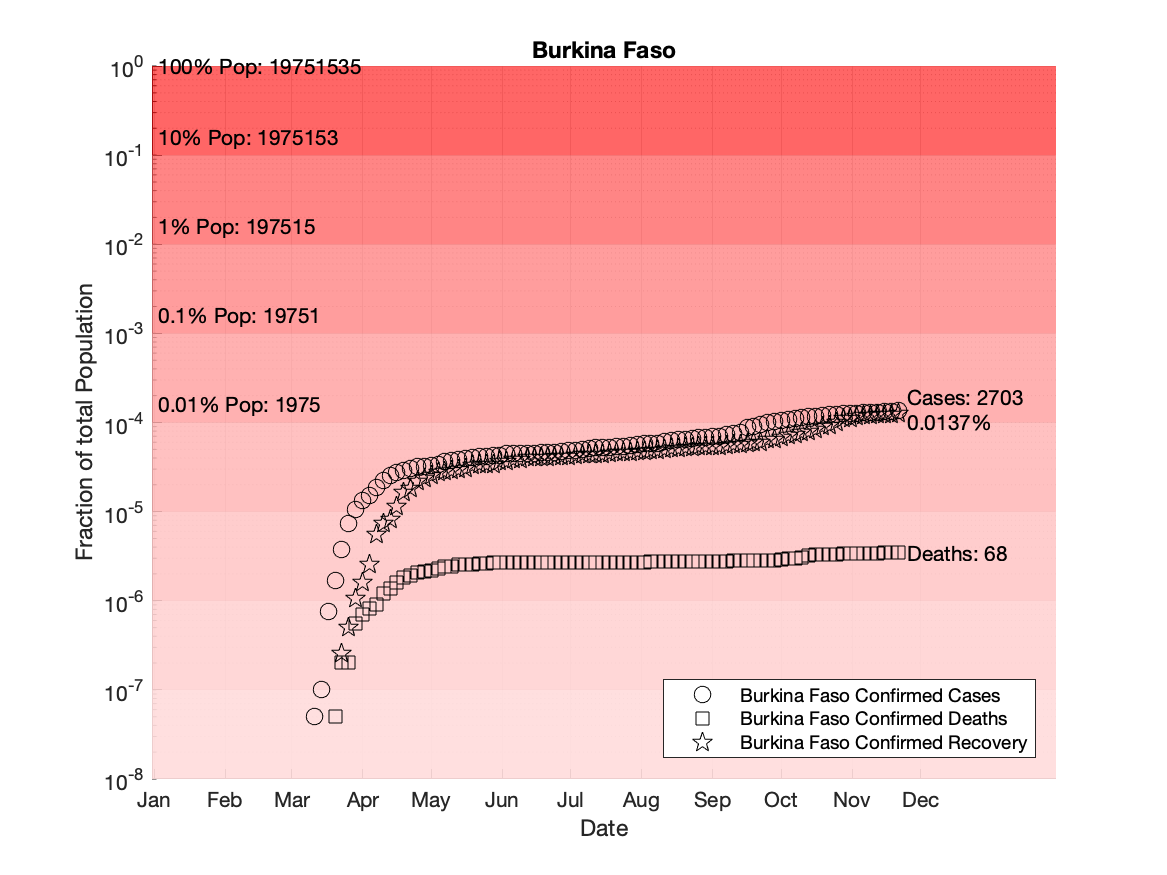 Burkina Faso
10^0
100% Pop: 19751535
10% Pop: 1975153
10^-1
1% Pop: 197515
10^-2
0.1% Pop: 19751
10^-3
0.01% Pop: 1975
10^-4
Cases: 2703
0.0137%
10^-5
Deaths: 68
10^-6
10^-7
10^-8
Fraction of total Population
Burkina Faso Confirmed Cases
Burkina Faso Confirmed Deaths
Burkina Faso Confirmed Recovery
Jan Feb Mar Apr May Jun Jul Aug Sep Oct Nov Dec
Date